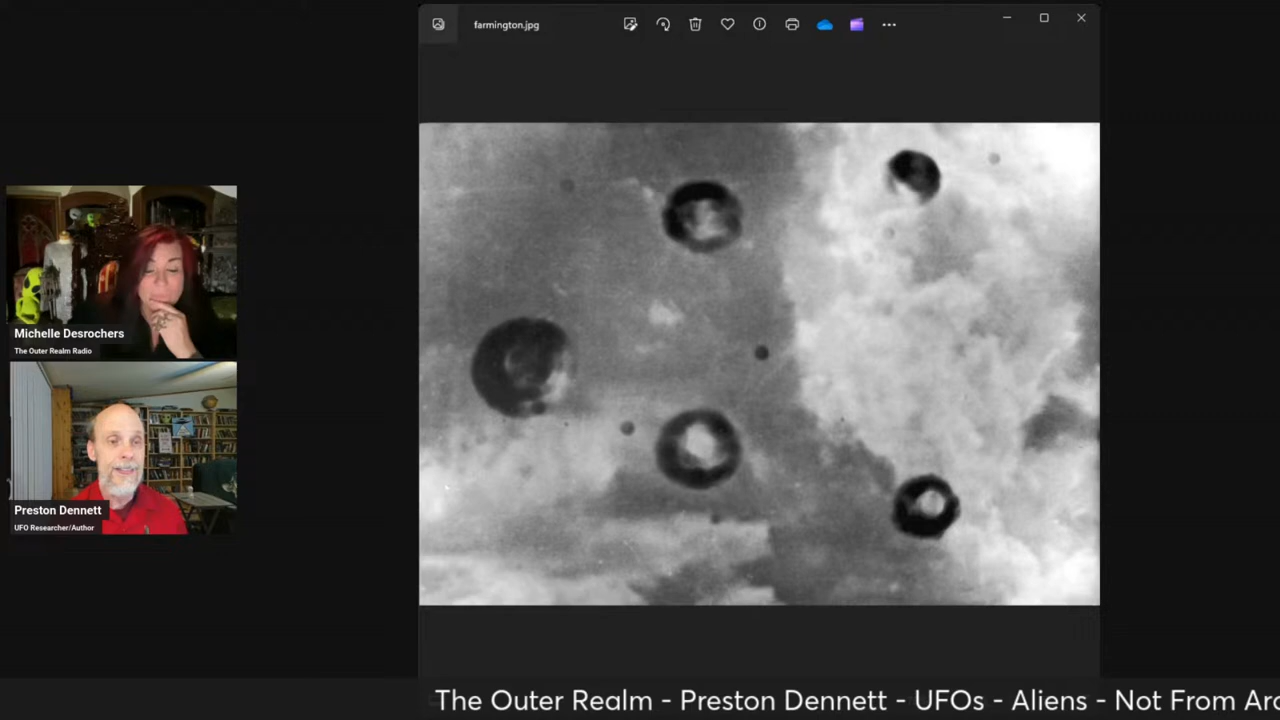 farmington.jpg
Michelle Desrochers
The Outer Realm Radio
Preston Dennett
UFO Researcher/Author
The Outer Realm - Preston Dennett - UFOs - Aliens - Not From Aro